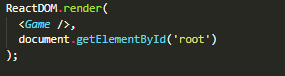 ReactDOM.render(
  <Game />,
  document.getElementById('root')
);